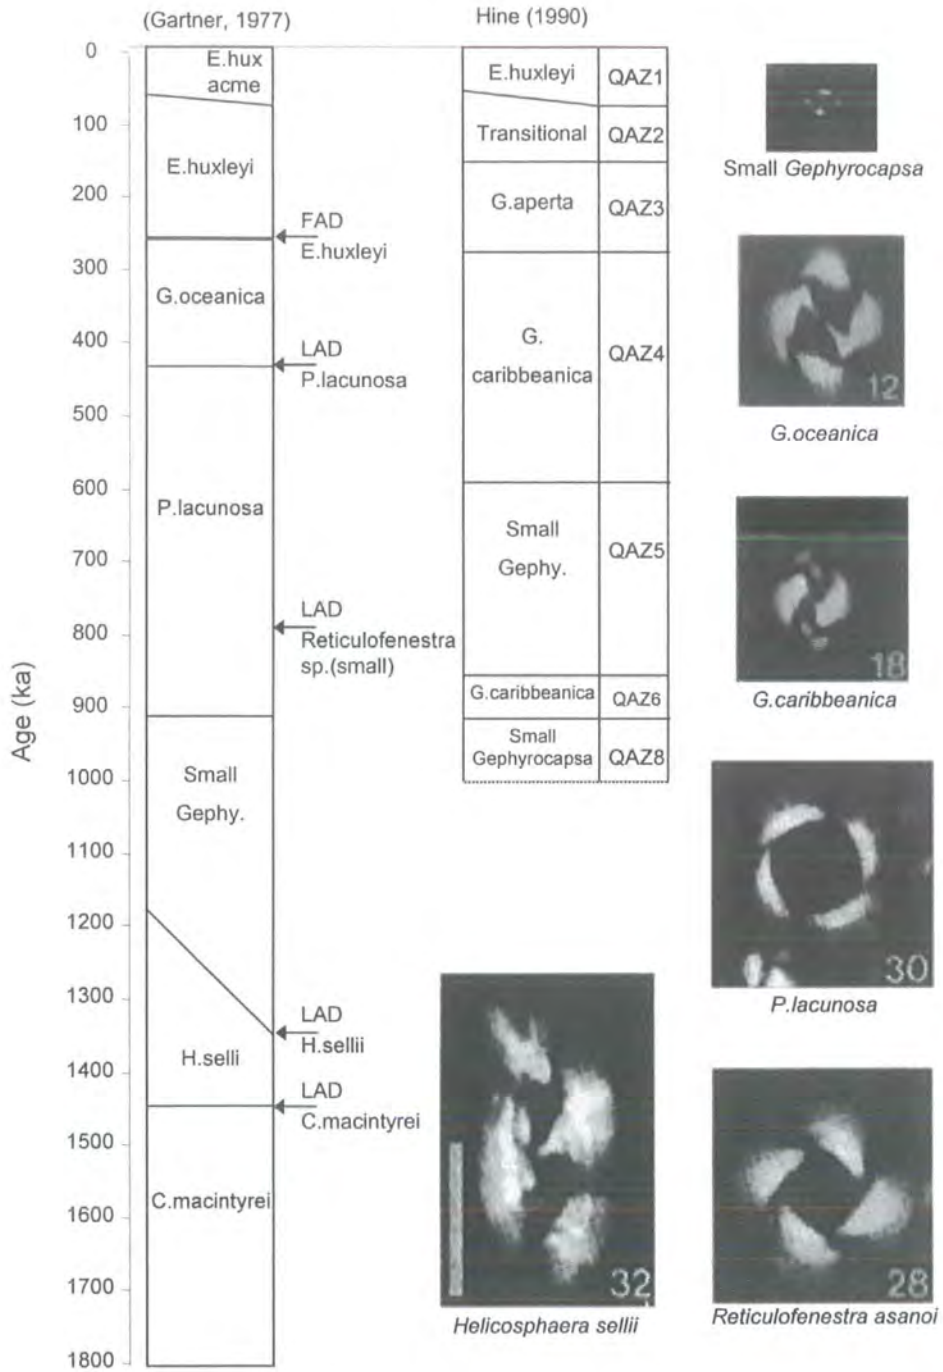 (Gartner, 1977)
Hine (1990)
Age (ka)
0
100
200
300
400
500
600
700
800
900
1000
1100
1200
1300
1400
1500
1600
1700
1800
E.hux
acme
E.huxleyi
G.oceanica
P.lacunosa
Small
Gephy.
H.selli
C.macintyrei
FAD
E.huxleyi
LAD
P.lacunosa
LAD
Reticulofenestra
sp.(small)
LAD
H.sellii
LAD
C.macintyrei
E.huxleyi
QAZ1
Transitional
QAZ2
G.aperta
QAZ3
G.
caribbeanica
QAZ4
Small
Gephy.
QAZ5
G.caribbeanica
QAZ6
Small
Gephyrocapsa
QAZ8
Small Gephyrocapsa
12
G.oceanica
18
G.caribbeanica
30
P.lacunosa
32
Helicosphaera sellii
28
Reticulofenestra asanoi